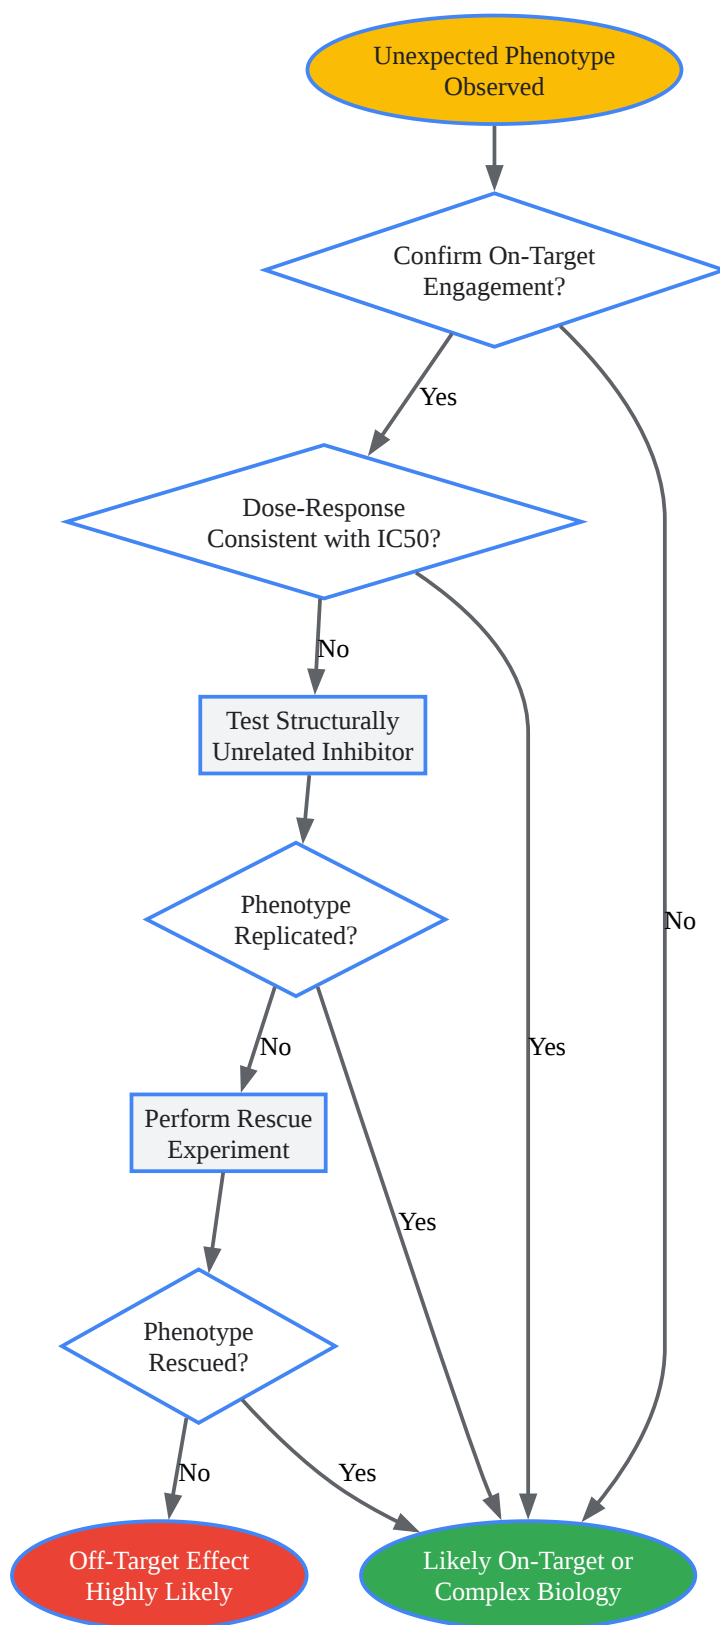 Unexpected Phenotype
Observed
Confirm On-Target
Engagement?
Yes
Dose-Response
Consistent with IC50?
No
Test Structurally
Unrelated Inhibitor
Phenotype
Replicated?
No
No
Yes
Perform Rescue
Experiment
Yes
Phenotype
Rescued?
No
Yes
Off-Target Effect
Highly Likely
Likely On-Target or
Complex Biology